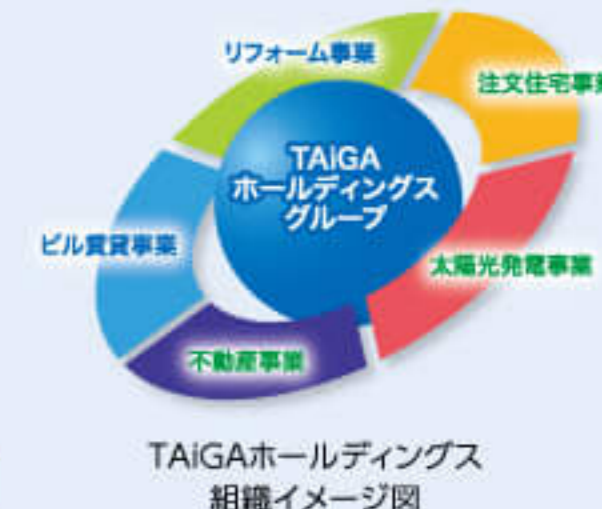 リフォーム事業
注文住宅事業
TAiGA
ホールディングス
グループ
ビル賃貸事業
太陽光発電事業
不動産事業
TAiGAホールディングス
組織イメージ図